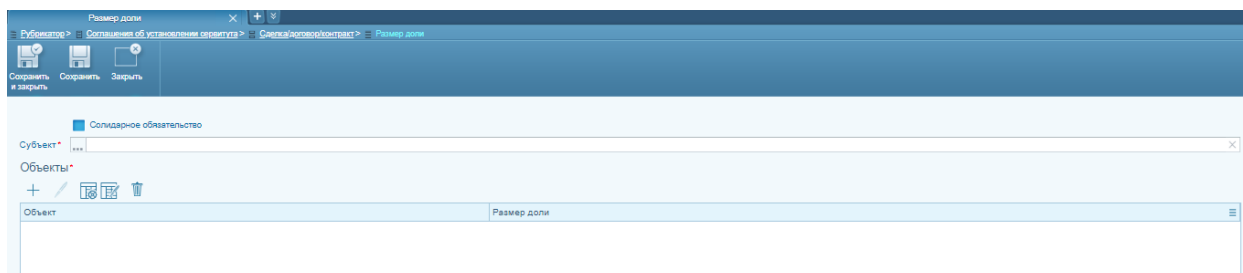 Размер доли
Рубрикатор > Соглашения об установлении сервитута > Сделка/договор/контракт > Размер доли
Сохранить и закрыть
Сохранить
Закрыть
Солидарное обязательство
Субъект*
Объекты*
Объект
Размер доли